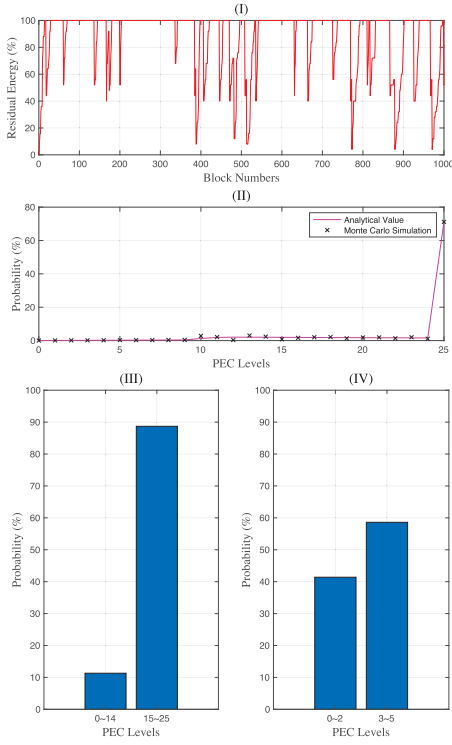 (I)
Residual Energy (%)
100
80
60
40
20
0
0 100 200 300 400 500 600 700 800 900 1000
Block Numbers
(II)
Probability (%)
80
60
40
20
0
Analytical Value
Monte Carlo Simulation
0 5 10 15 20 25
PEC Levels
(III)
Probability (%)
100
90
80
70
60
50
40
30
20
10
0
0~14 15~25
PEC Levels
(IV)
Probability (%)
100
90
80
70
60
50
40
30
20
10
0
0~2 3~5
PEC Levels